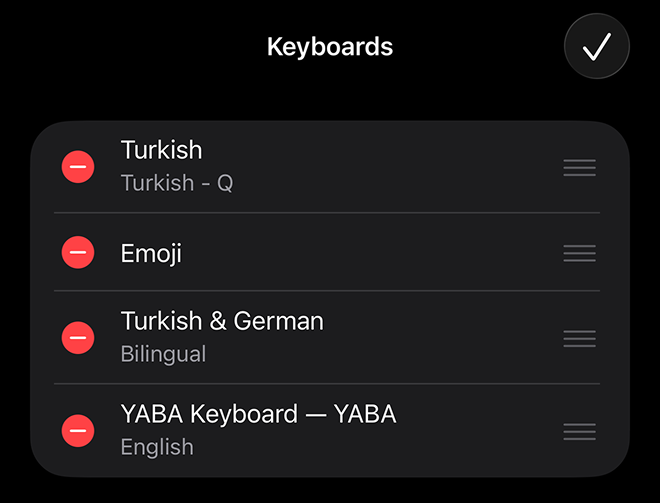 Keyboards
Turkish
Turkish - Q
Emoji
Turkish & German
Bilingual
YABA Keyboard — YABA
English